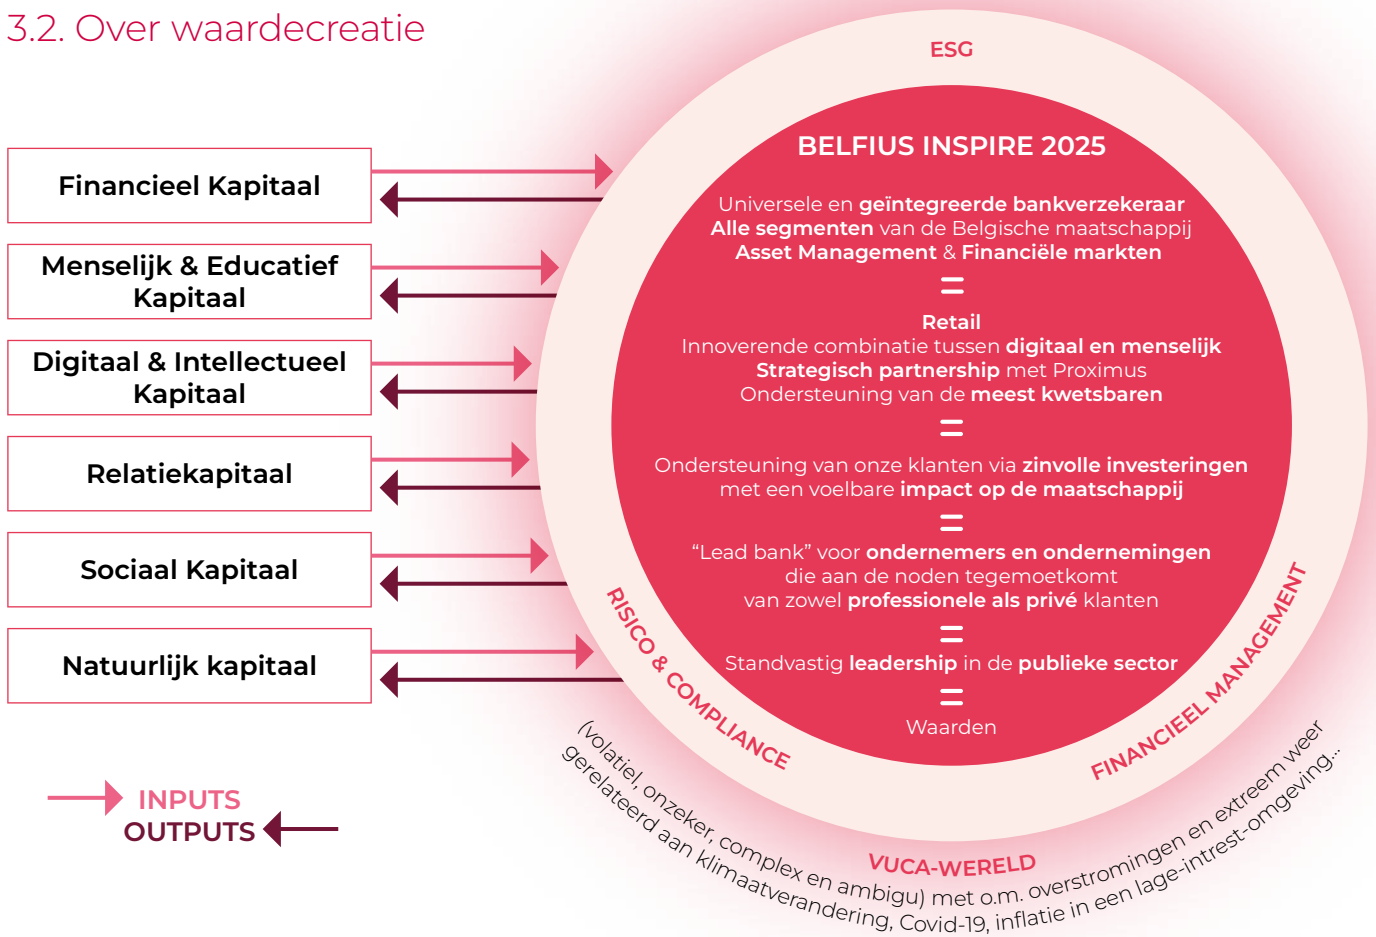 3.2. Over waardecreatie
Financieel Kapitaal
Menselijk & Educatief
Kapitaal
Digitaal & Intellectueel
Kapitaal
Relatiekapitaal
Sociaal Kapitaal
Natuurlijk kapitaal
INPUTS
OUTPUTS
ESG
BELFIUS INSPIRE 2025
Universele en geïntegreerde bankverzekeraar
Alle segmenten van de Belgische maatschappij
Asset Management & Financiële markten
=
Retail
Innoverende combinatie tussen digitaal en menselijk
Strategisch partnership met Proximus
Ondersteuning van de meest kwetsbaren
=
Ondersteuning van onze klanten via zinvolle investeringen
met een voelbare impact op de maatschappij
=
“Lead bank” voor ondernemers en ondernemingen
die aan de noden tegemoetkomt
van zowel professionele als privé klanten
=
Standvastig leadership in de publieke sector
=
Waarden
RISICO & COMPLIANCE
FINANCIEEL MANAGEMENT
VUCA-WERELD
(volatiel, onzeker, complex en ambigu) met o.m. overstromingen en extreem weer
gerelateerd aan klimaatverandering, Covid-19, inflatie in een lage-intrest-omgeving...